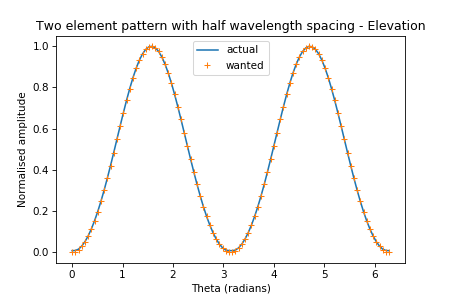 Two element pattern with half wavelength spacing - Elevation
actual
wanted
1.0
0.8
0.6
0.4
0.2
0.0
Normalised amplitude
0 1 2 3 4 5 6
Theta (radians)